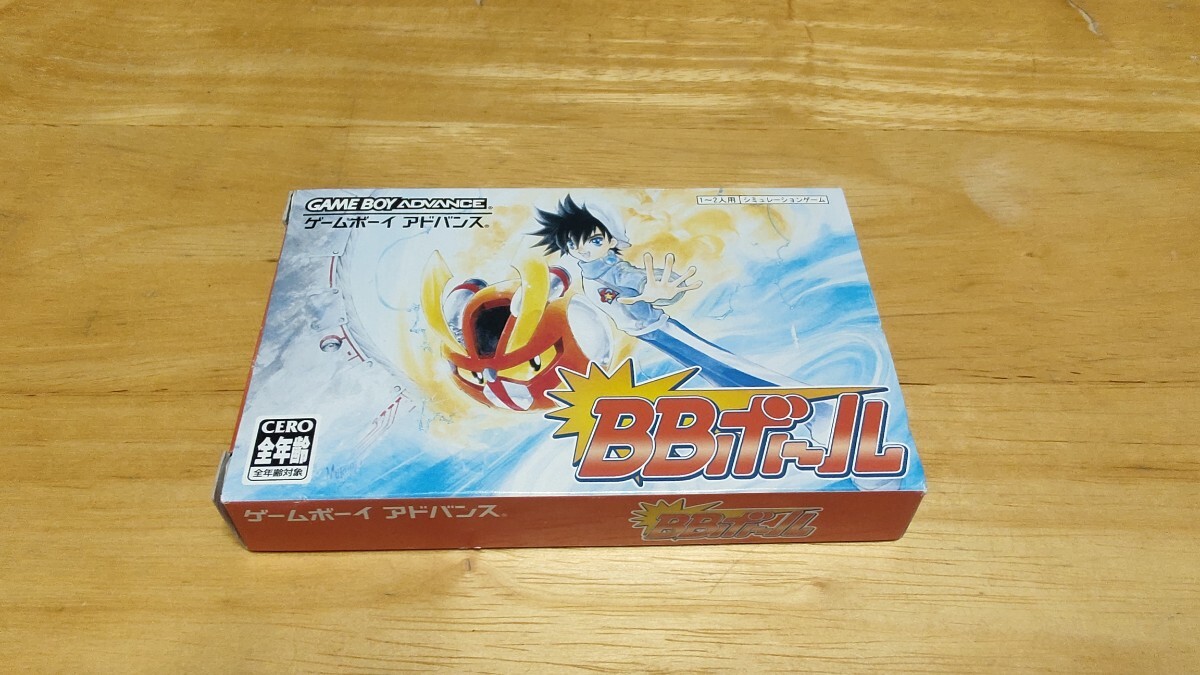 GAME BOY ADVANCE
ゲームボーイ アドバンス
1～2人用 シミュレーションゲーム
BBボール
CERO
全年齢
全年齢対象
ゲームボーイ アドバンス
BBボール